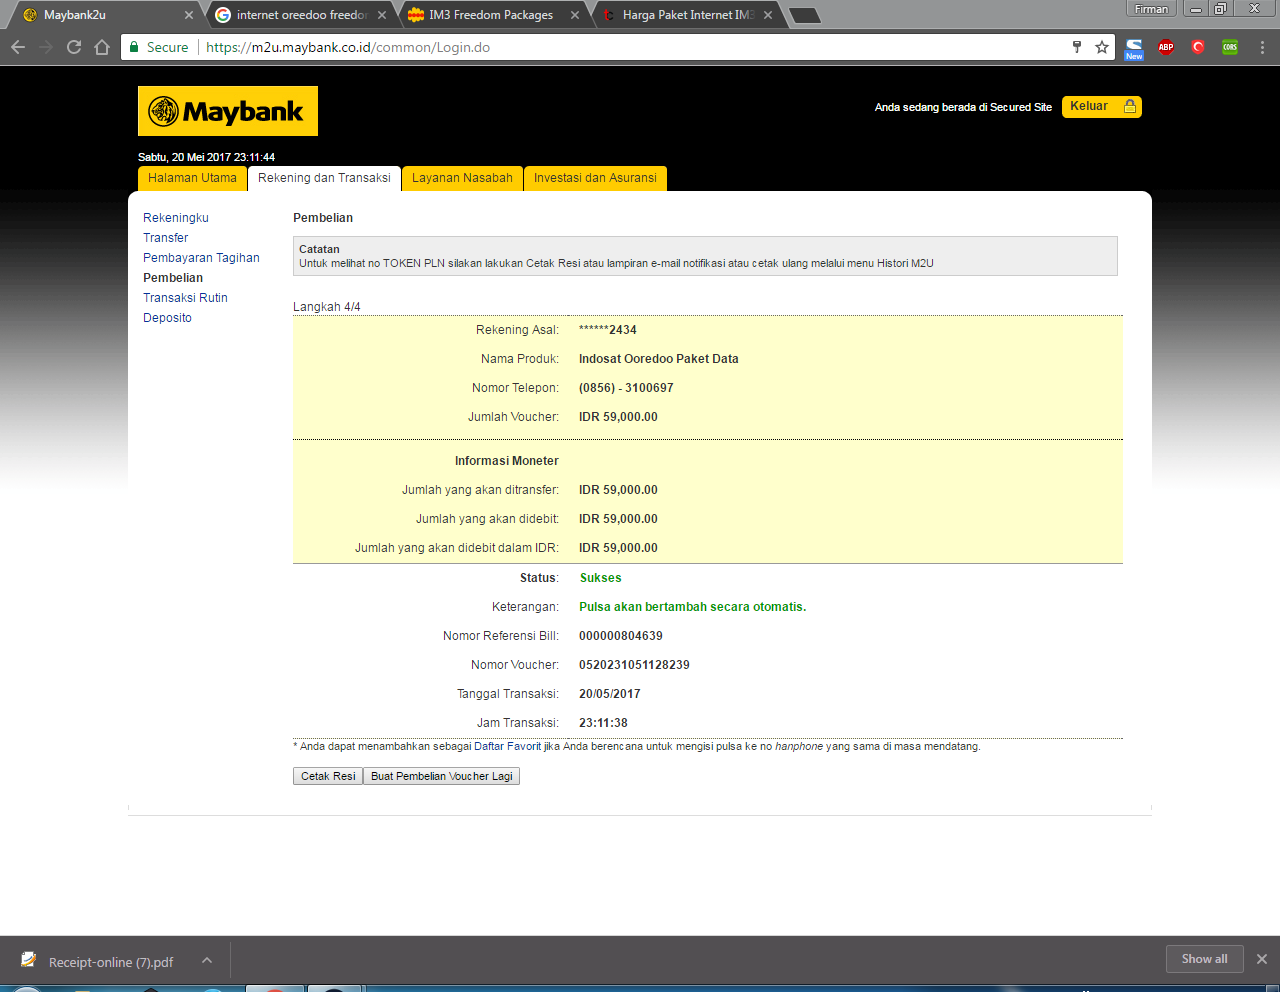 Maybank2u
internet oreedoo freedor
IM3 Freedom Packages
Harga Paket Internet IM3
Firman
Secure
https://m2u.maybank.co.id/common/Login.do
New
ABP
CORS
Maybank
Anda sedang berada di Secured Site
Keluar
Sabtu, 20 Mei 2017 23:11:44
Halaman Utama
Rekening dan Transaksi
Layanan Nasabah
Investasi dan Asuransi
Rekeningku
Transfer
Pembayaran Tagihan
Pembelian
Transaksi Rutin
Deposito
Pembelian
Catatan
Untuk melihat no TOKEN PLN silakan lakukan Cetak Resi atau lampiran e-mail notifikasi atau cetak ulang melalui menu Histori M2U
Langkah 4/4
Rekening Asal: ******2434
Nama Produk: Indosat Ooredoo Paket Data
Nomor Telepon: (0856) - 3100697
Jumlah Voucher: IDR 59,000.00
Informasi Moneter
Jumlah yang akan ditransfer: IDR 59,000.00
Jumlah yang akan didebit: IDR 59,000.00
Jumlah yang akan didebit dalam IDR: IDR 59,000.00
Status: Sukses
Keterangan: Pulsa akan bertambah secara otomatis.
Nomor Referensi Bill: 000000804639
Nomor Voucher: 0520231051128239
Tanggal Transaksi: 20/05/2017
Jam Transaksi: 23:11:38
* Anda dapat menambahkan sebagai Daftar Favorit jika Anda berencana untuk mengisi pulsa ke no hanphone yang sama di masa mendatang.
Cetak Resi
Buat Pembelian Voucher Lagi
Receipt-online (7).pdf
Show all